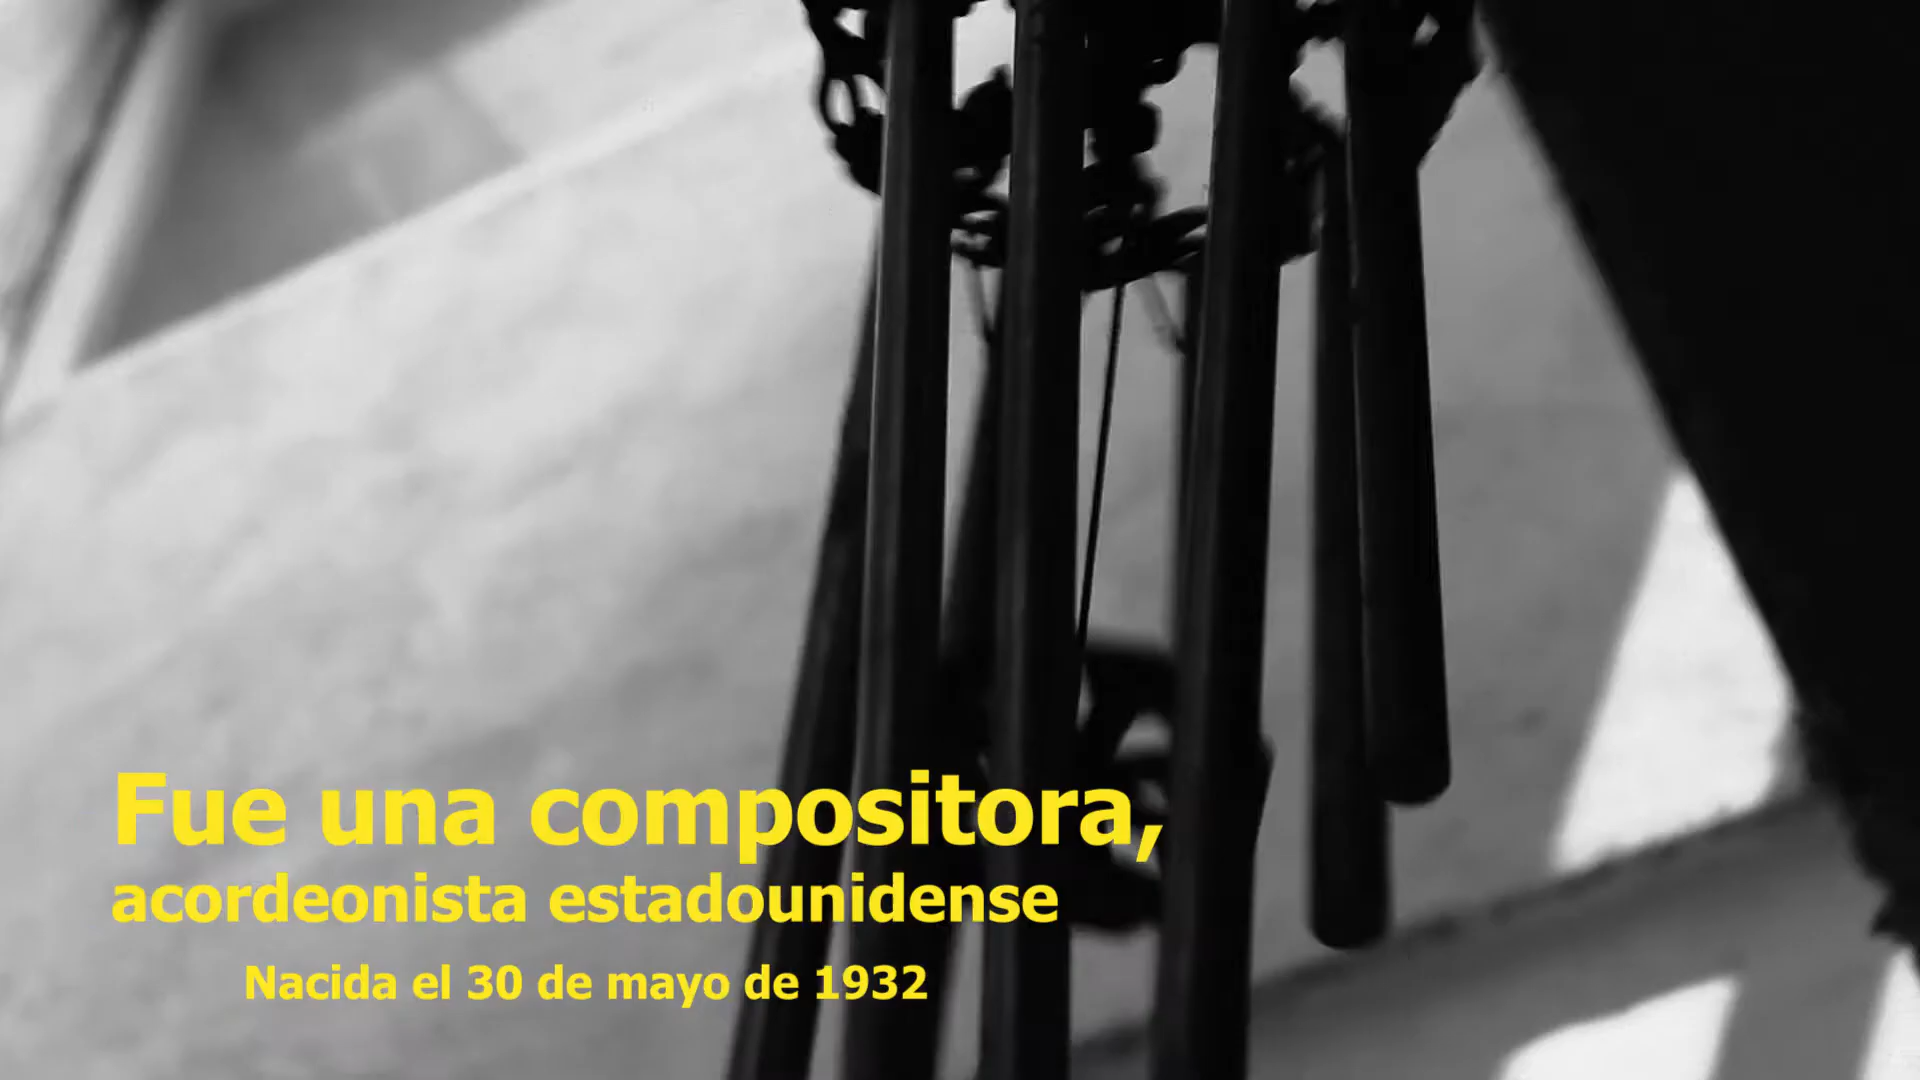 Fue una compositora,
acordeonista estadounidense
Nacida el 30 de mayo de 1932